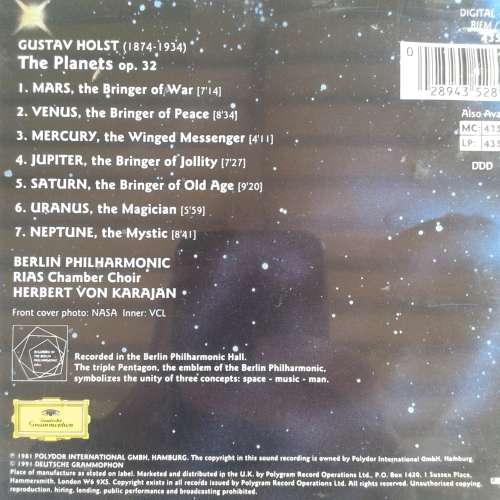 GUSTAV HOLST (1874-1934)
The Planets op. 32
1. MARS, the Bringer of War [7'14]
2. VENUS, the Bringer of Peace [8'34]
3. MERCURY, the Winged Messenger [4'11]
4. JUPITER, the Bringer of Jollity [7'27]
5. SATURN, the Bringer of Old Age [9'20]
6. URANUS, the Magician [5'59]
7. NEPTUNE, the Mystic [8'41]
BERLIN PHILHARMONIC
RIAS Chamber Choir
HERBERT VON KARAJAN
Front cover photo: NASA Inner: VCL
RECORDED IN
THE BERLIN
PHILHARMONIC
HALL
Recorded in the Berlin Philharmonic Hall.
The triple Pentagon, the emblem of the Berlin Philharmonic,
symbolizes the unity of three concepts: space - music - man.
Deutsche
Grammophon
℗ 1981 POLYDOR INTERNATIONAL GMBH, HAMBURG. The copyright in this sound recording is owned by Polydor International GmbH, Hamburg.
© 1991 DEUTSCHE GRAMMOPHON
Place of manufacture as stated on label. Marketed and distributed in the U.K. by Polygram Record Operations Ltd., P.O. Box 1420, 1 Sussex Place,
Hammersmith, London W6 9XS. Copyright exists in all records issued by Polygram Record Operations Ltd. Unauthorised copying,
reproduction, hiring, lending, public performance and broadcasting prohibited.
DIGITAL
BIEM
435
0
28943 528
Also Ava
MC: 435
LP: 435
DDD